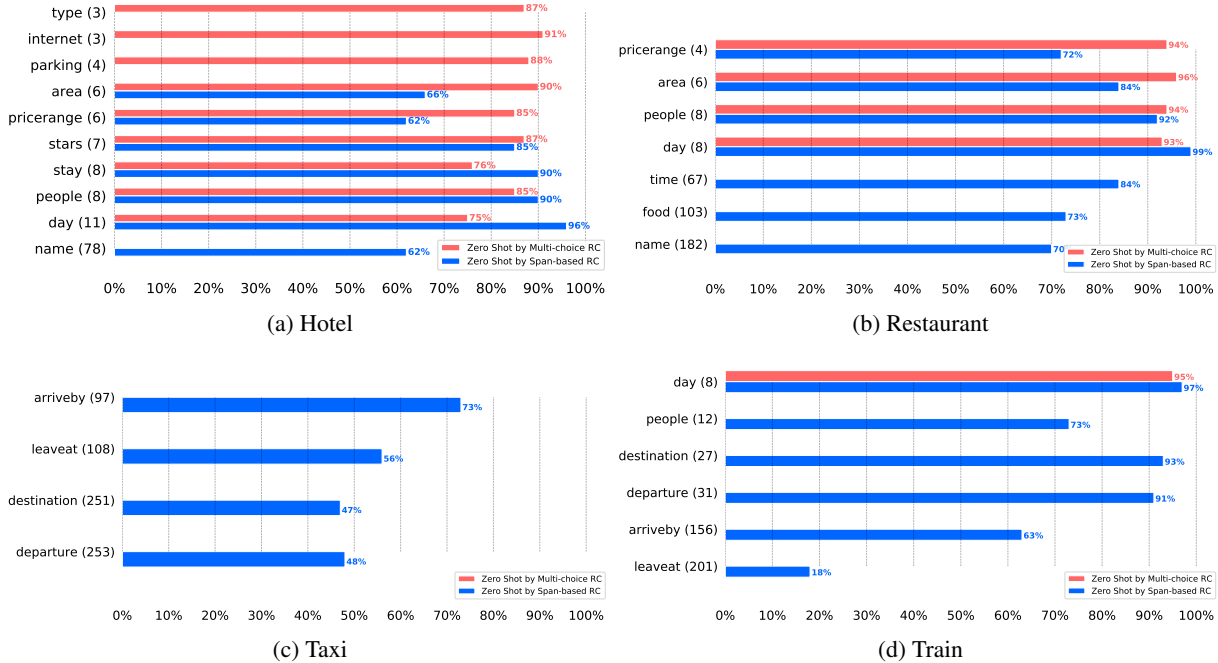 type (3) 87%
internet (3) 91%
parking (4) 88%
area (6) 90% 66%
pricerange (6) 85% 62%
stars (7) 87% 85%
stay (8) 76% 90%
people (8) 85% 90%
day (11) 75% 96%
name (78) 62%
Zero Shot by Multi-choice RC
Zero Shot by Span-based RC
0% 10% 20% 30% 40% 50% 60% 70% 80% 90% 100%
(a) Hotel
pricerange (4) 94% 72%
area (6) 96% 84%
people (8) 94% 92%
day (8) 93% 99%
time (67) 84%
food (103) 73%
name (182) 70
Zero Shot by Multi-choice RC
Zero Shot by Span-based RC
0% 10% 20% 30% 40% 50% 60% 70% 80% 90% 100%
(b) Restaurant
arriveby (97) 73%
leaveat (108) 56%
destination (251) 47%
departure (253) 48%
Zero Shot by Multi-choice RC
Zero Shot by Span-based RC
0% 10% 20% 30% 40% 50% 60% 70% 80% 90% 100%
(c) Taxi
day (8) 95% 97%
people (12) 73%
destination (27) 93%
departure (31) 91%
arriveby (156) 63%
leaveat (201) 18%
Zero Shot by Multi-choice RC
Zero Shot by Span-based RC
0% 10% 20% 30% 40% 50% 60% 70% 80% 90% 100%
(d) Train